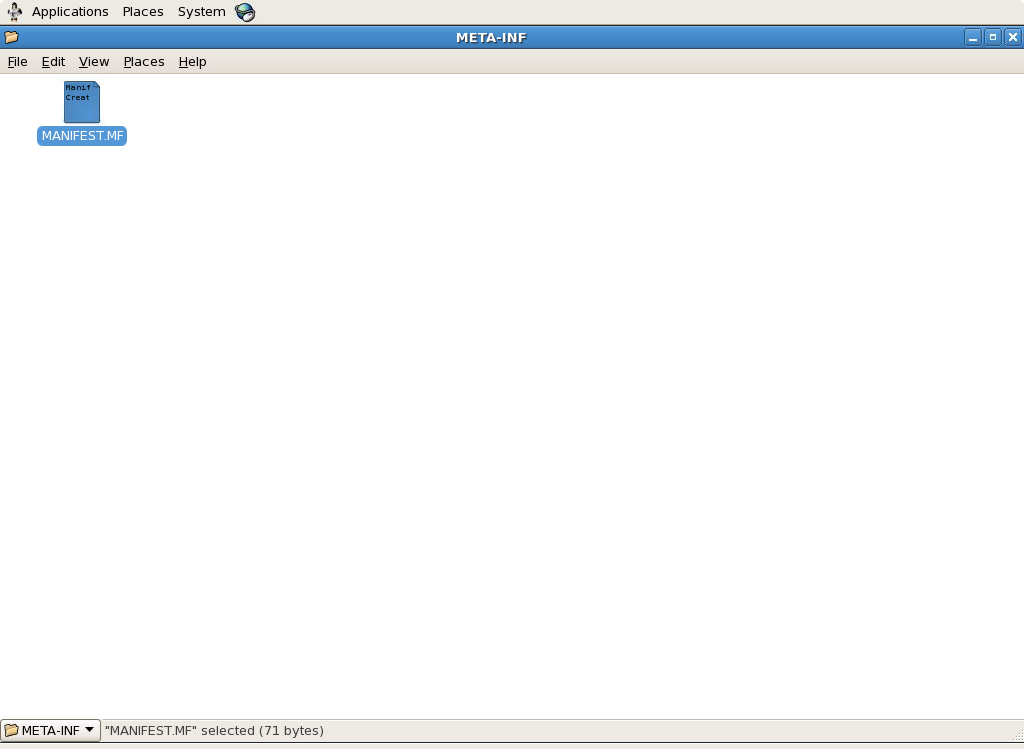 Applications Places System
META-INF
File Edit View Places Help
Manif
Creat
MANIFEST.MF
META-INF "MANIFEST.MF" selected (71 bytes)